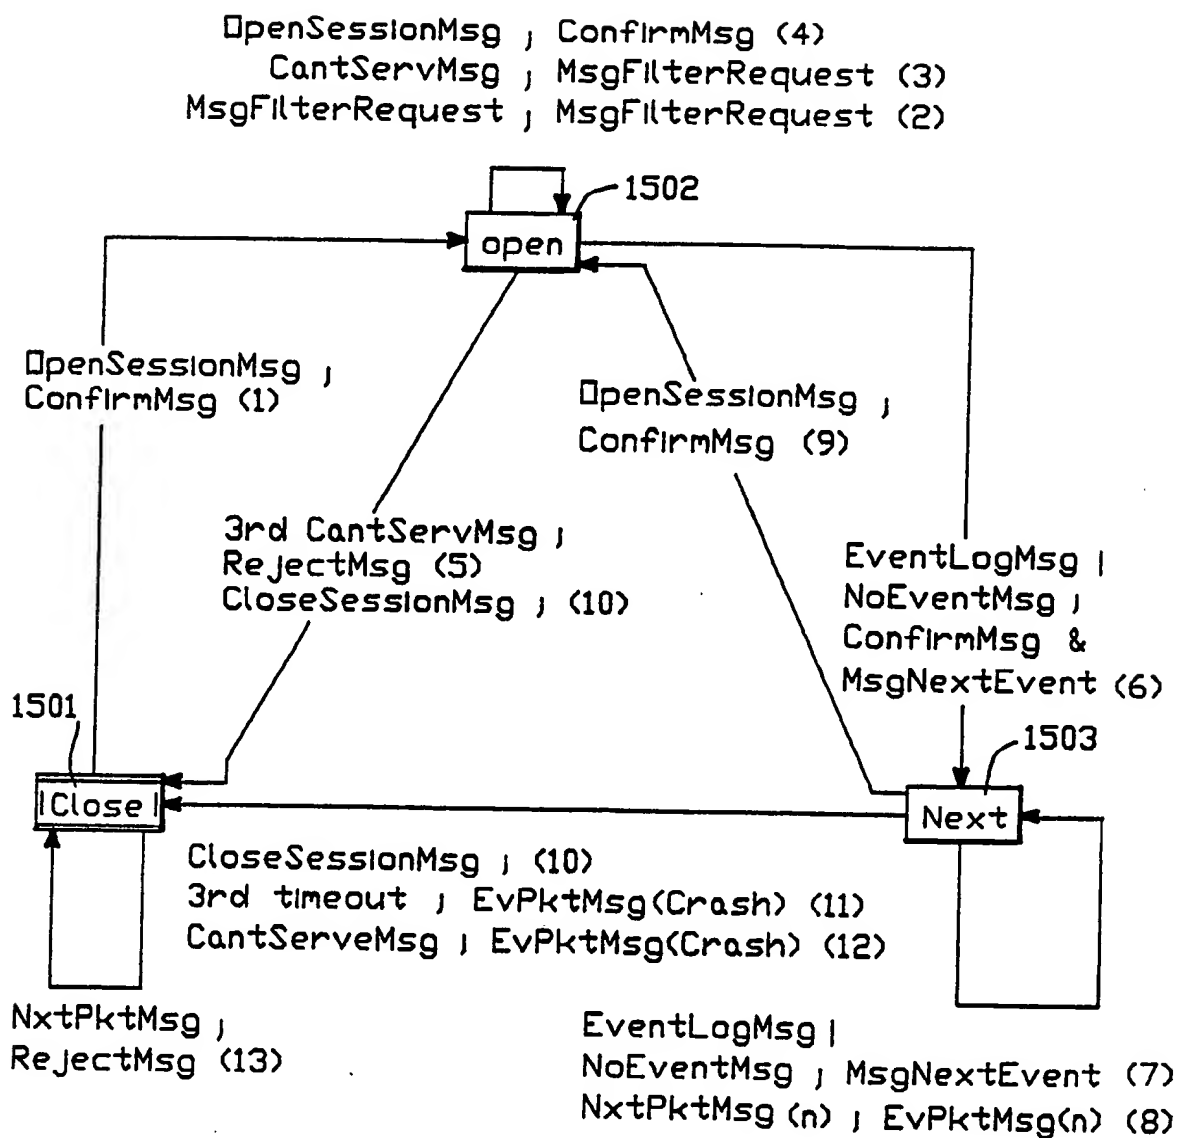 OpenSessionMsg ; ConfirmMsg (4)
CantServMsg ; MsgFilterRequest (3)
MsgFilterRequest ; MsgFilterRequest (2)
1502
open
OpenSessionMsg ;
ConfirmMsg (1)
OpenSessionMsg ;
ConfirmMsg (9)
3rd CantServMsg ;
RejectMsg (5)
CloseSessionMsg ; (10)
EventLogMsg |
NoEventMsg ;
ConfirmMsg &
MsgNextEvent (6)
1501
1503
|Close|
Next
CloseSessionMsg ; (10)
3rd timeout ; EvPktMsg(Crash) (11)
CantServeMsg ; EvPktMsg(Crash) (12)
NxtPktMsg ;
RejectMsg (13)
EventLogMsg |
NoEventMsg ; MsgNextEvent (7)
NxtPktMsg (n) ; EvPktMsg(n) (8)